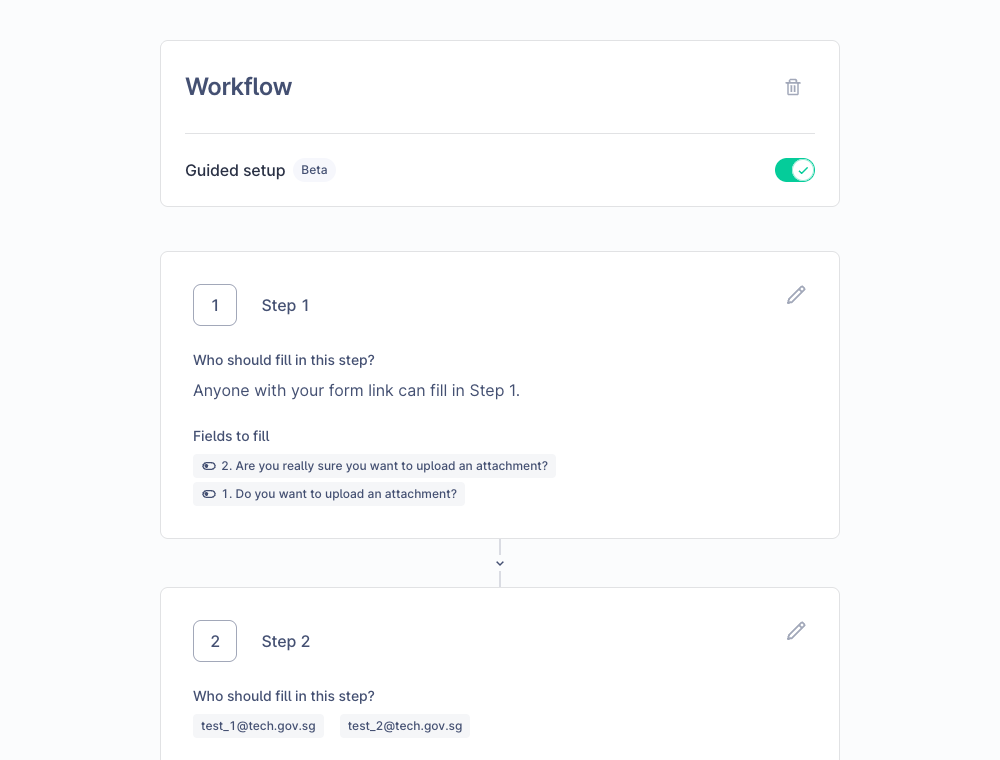 Workflow
Guided setup Beta
1 Step 1
Who should fill in this step?
Anyone with your form link can fill in Step 1.
Fields to fill
2. Are you really sure you want to upload an attachment?
1. Do you want to upload an attachment?
2 Step 2
Who should fill in this step?
test_1@tech.gov.sg test_2@tech.gov.sg